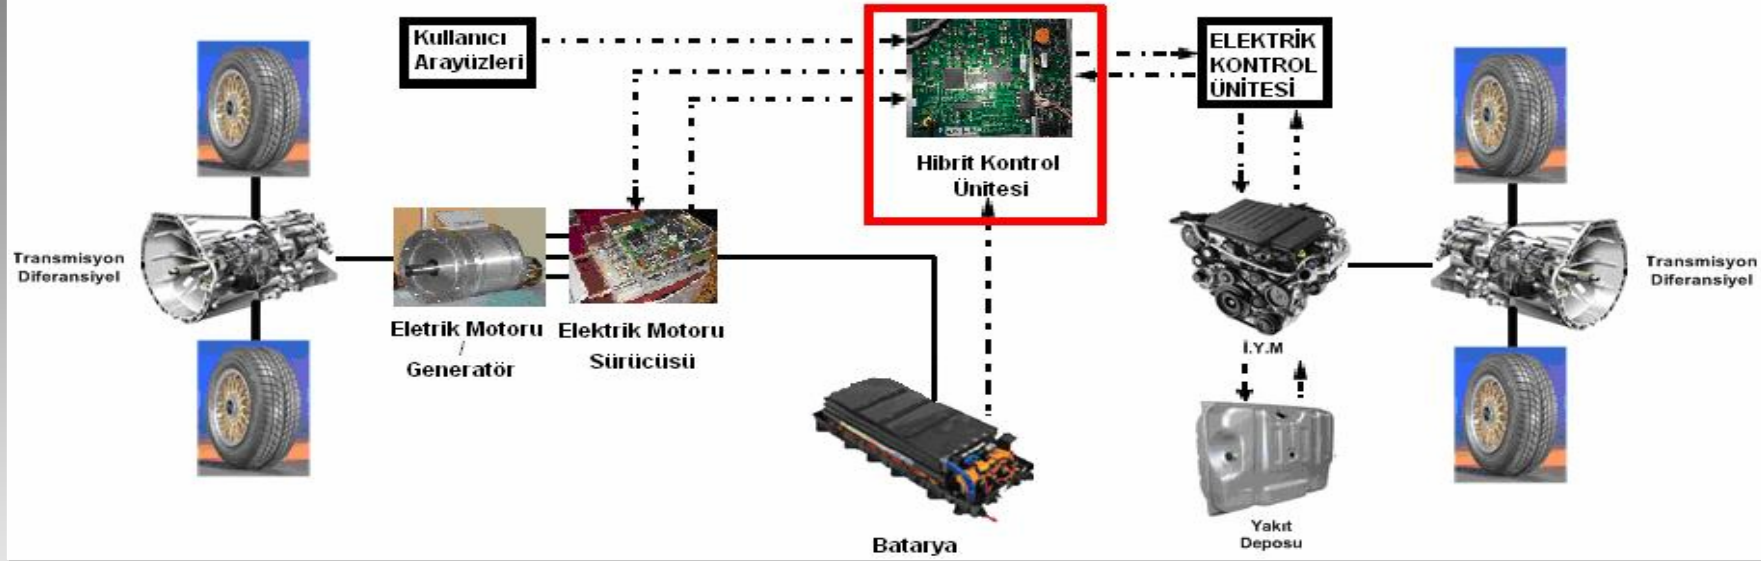 Kullanıcı
Arayüzleri
ELEKTRİK
KONTROL
ÜNİTESİ
Hibrit Kontrol
Ünitesi
Transmisyon
Diferansiyel
Eletrik Motoru
/
Generatör
Elektrik Motoru
Sürücüsü
İ.Y.M
Transmisyon
Diferansiyel
Batarya
Yakıt
Deposu